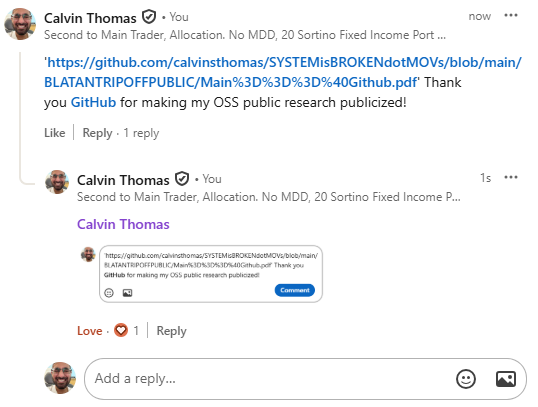 Calvin Thomas • You now
Second to Main Trader, Allocation. No MDD, 20 Sortino Fixed Income Port ...
'https://github.com/calvinsthomas/SYSTEMisBROKENdotMOVs/blob/main/
BLATANTRIPOFFPUBLIC/Main%3D%3D%3D%40Github.pdf' Thank
you GitHub for making my OSS public research publicized!
Like Reply · 1 reply
Calvin Thomas • You 1s
Second to Main Trader, Allocation. No MDD, 20 Sortino Fixed Income P...
Calvin Thomas
'https://github.com/calvinsthomas/SYSTEMisBROKENdotMOVs/blob/main/
BLATANTRIPOFFPUBLIC/Main%3D%3D%3D%40Github.pdf' Thank you
GitHub for making my OSS public research publicized!
Comment
Love · 1 Reply
Add a reply...